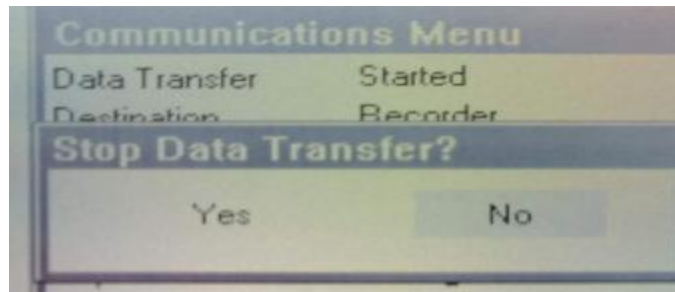 Communications Menu
Data Transfer Started
Destination Recorder
Stop Data Transfer?
Yes No